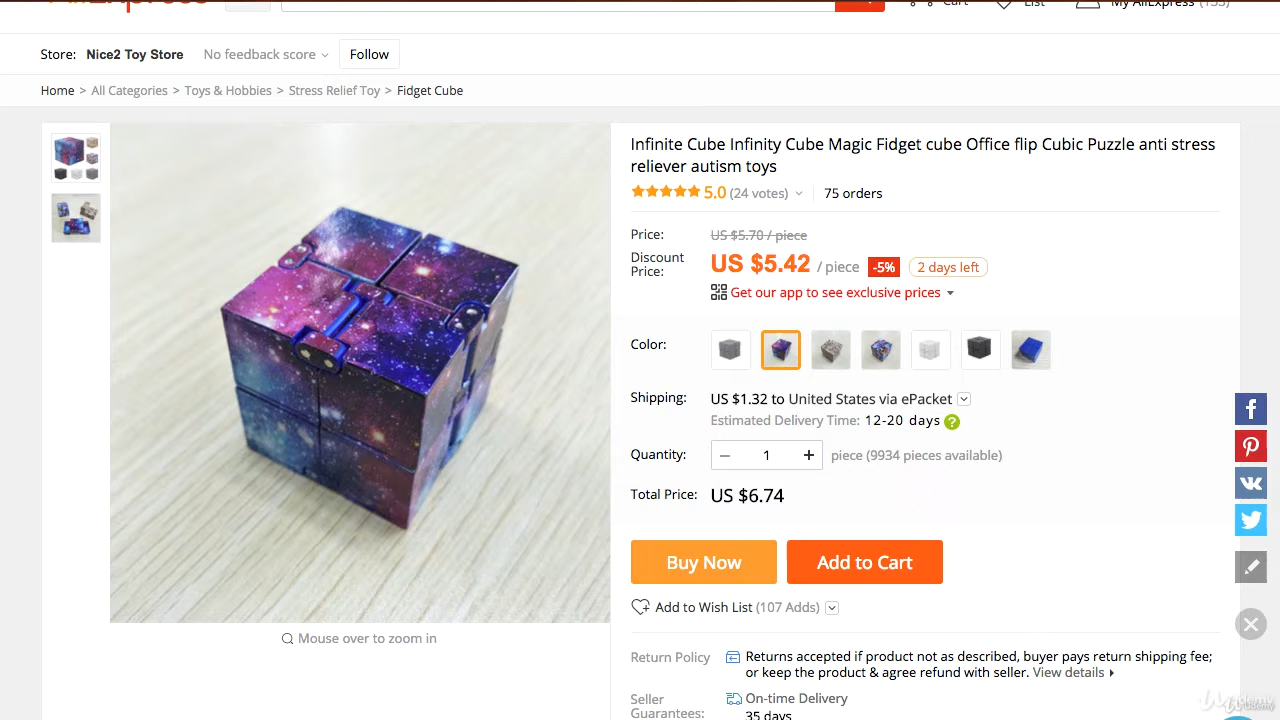 Cart
List
My AliExpress (153)
Store: Nice2 Toy Store No feedback score Follow
Home > All Categories > Toys & Hobbies > Stress Relief Toy > Fidget Cube
Infinite Cube Infinity Cube Magic Fidget cube Office flip Cubic Puzzle anti stress
reliever autism toys
5.0 (24 votes) 75 orders
Price: US $5.70 / piece
Discount
Price: US $5.42 / piece -5% 2 days left
Get our app to see exclusive prices
Color:
Shipping: US $1.32 to United States via ePacket
Estimated Delivery Time: 12-20 days ?
Quantity: − 1 + piece (9934 pieces available)
Total Price: US $6.74
Buy Now Add to Cart
Add to Wish List (107 Adds)
Mouse over to zoom in
Return Policy Returns accepted if product not as described, buyer pays return shipping fee;
or keep the product & agree refund with seller. View details
Seller
Guarantees: On-time Delivery
35 days
Udemy